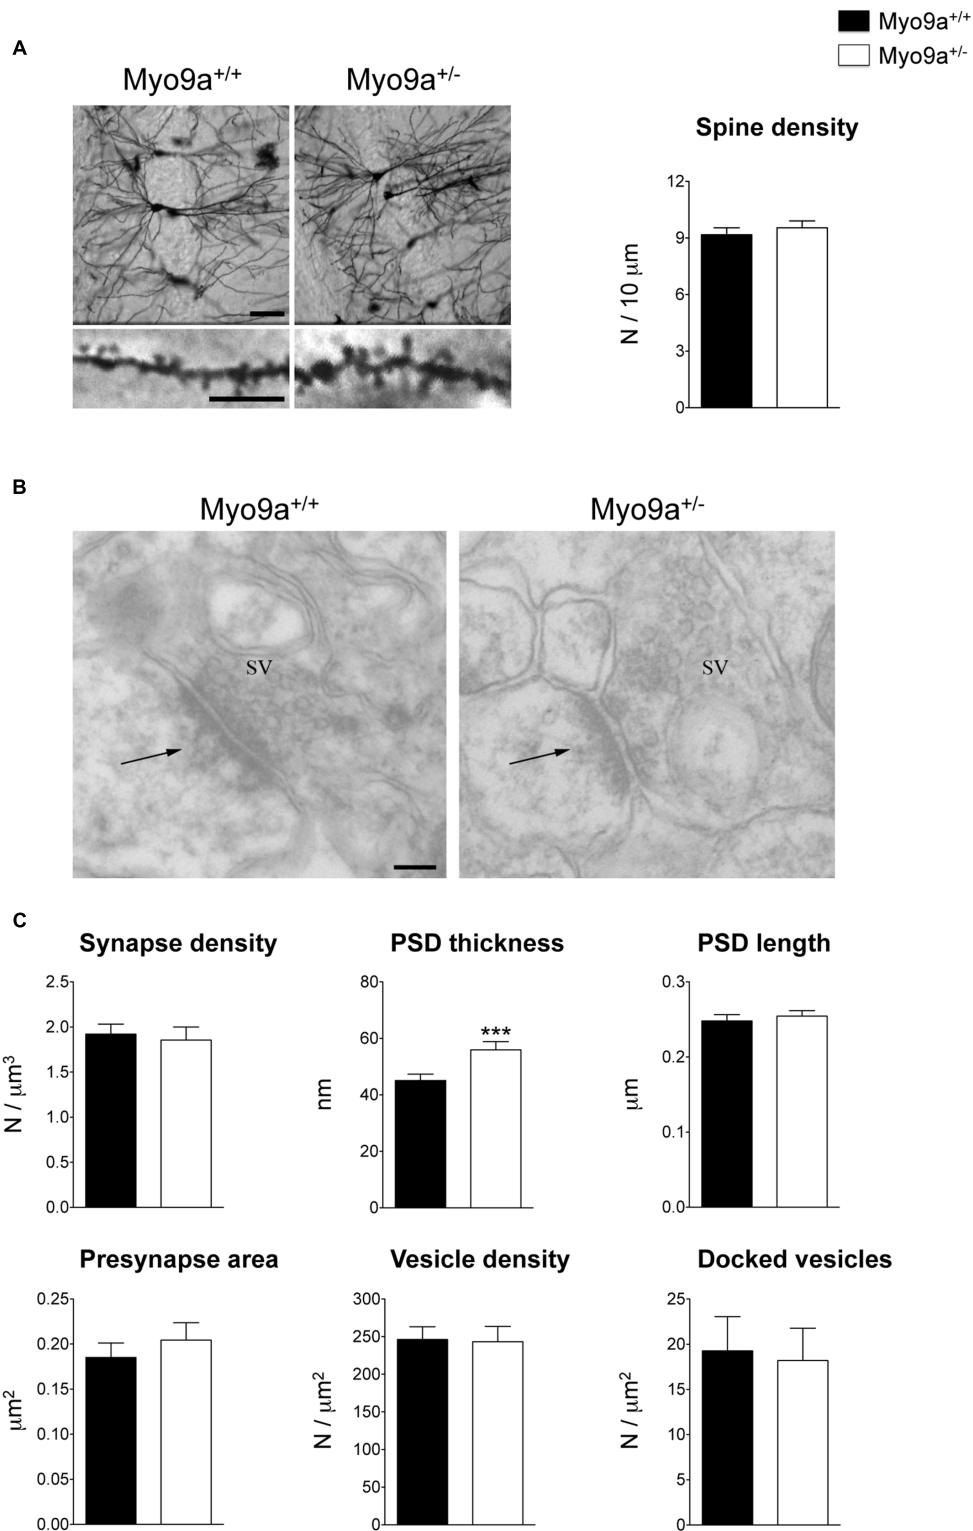 Myo9a+/+
Myo9a+/-
A
Myo9a+/+ Myo9a+/-
Spine density
12
9
6
3
0
N / 10 μm
B
Myo9a+/+ Myo9a+/-
SV
SV
C
Synapse density
2.5
2.0
1.5
1.0
0.5
0.0
N / μm3
PSD thickness
80
60
40
20
0
nm
***
PSD length
0.3
0.2
0.1
0.0
μm
Presynapse area
0.25
0.20
0.15
0.10
0.05
0.00
μm2
Vesicle density
300
250
200
150
100
50
0
N / μm2
Docked vesicles
25
20
15
10
5
0
N / μm2